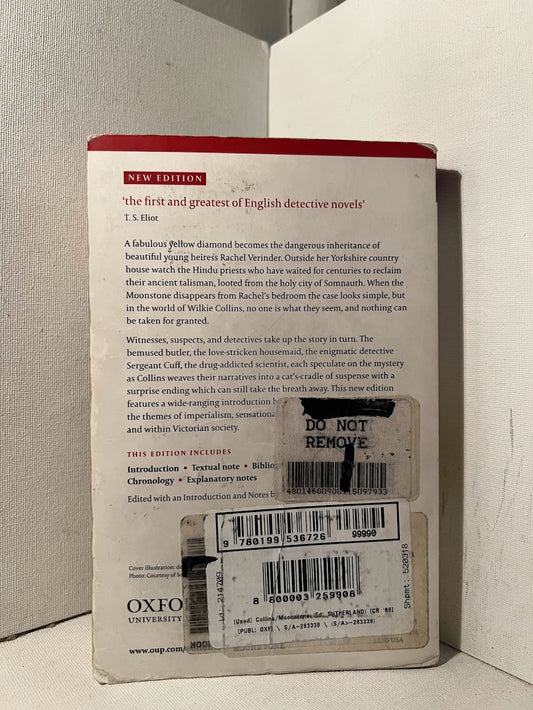 NEW EDITION
'the first and greatest of English detective novels'
T. S. Eliot
A fabulous yellow diamond becomes the dangerous inheritance of
beautiful young heiress Rachel Verinder. Outside her Yorkshire country
house watch the Hindu priests who have waited for centuries to reclaim
their ancient talisman, looted from the holy city of Somnauth. When the
Moonstone disappears from Rachel's bedroom the case looks simple, but
in the world of Wilkie Collins, no one is what they seem, and nothing can
be taken for granted.
Witnesses, suspects, and detectives take up the story in turn. The
bemused butler, the love-stricken housemaid, the enigmatic detective
Sergeant Cuff, the drug-addicted scientist, each speculate on the mystery
as Collins weaves their narratives into a cat's-cradle of suspense with a
surprise ending which can still take the breath away. This new edition
features a wide-ranging introduction
the themes of imperialism, sensational
and within Victorian society.
THIS EDITION INCLUDES
Introduction • Textual note •
Chronology • Explanatory notes
Edited with an Introduction and Notes
DO NOT
REMOVE
9 780199 536726
99990
8 800003 259908
Shpmt: 520318
Cover illustration:
Photo: Courtesy of
OXFO
UNIVERSITY
www.oup.com
(Used) Collins/Moonstone (Ed: SUTHERLAND)
(PUBL: OXF) \ S/A-283338 \ (S/A>-283338)
USA